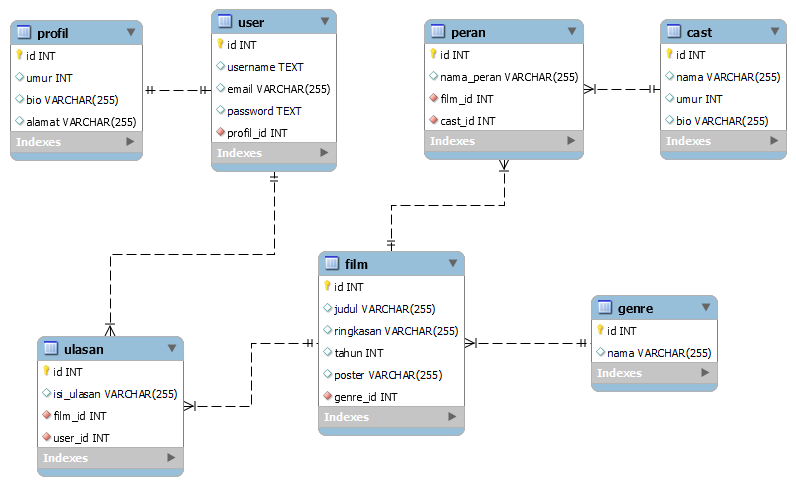 profil
id INT
umur INT
bio VARCHAR(255)
alamat VARCHAR(255)
Indexes
user
id INT
username TEXT
email VARCHAR(255)
password TEXT
profil_id INT
Indexes
peran
id INT
nama_peran VARCHAR(255)
film_id INT
cast_id INT
Indexes
cast
id INT
nama VARCHAR(255)
umur INT
bio VARCHAR(255)
Indexes
ulasan
id INT
isi_ulasan VARCHAR(255)
film_id INT
user_id INT
Indexes
film
id INT
judul VARCHAR(255)
ringkasan VARCHAR(255)
tahun INT
poster VARCHAR(255)
genre_id INT
Indexes
genre
id INT
nama VARCHAR(255)
Indexes